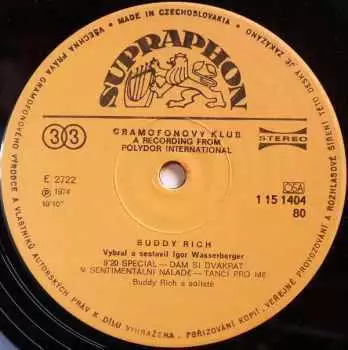 MADE IN CZECHOSLOVAKIA
VŠECHNA PRÁVA GRAMOFONOVÉHO VÝROBCE A VLASTNÍKŮ AUTORSKÝCH PRÁV K DÍLU VYHRAZENA. POŘIZOVÁNÍ KOPIÍ, VEŘEJNÉ PROVOZOVÁNÍ A ROZHLASOVÉ ŠÍŘENÍ TÉTO DESKY JE ZAKÁZÁNO
SUPRAPHON
33
GRAMOFONOVÝ KLUB
A RECORDING FROM
POLYDOR INTERNATIONAL
STEREO
E 2722
Ⓟ 1974
OSA
1 15 1404
80
BUDDY RICH
Vybral a sestavil Igor Wasserberger
9'20 SPECIAL — DÁM SI DVAKRÁT
V SENTIMENTÁLNÍ NÁLADĚ — TANČÍ PRO MĚ
Buddy Rich a sólisté